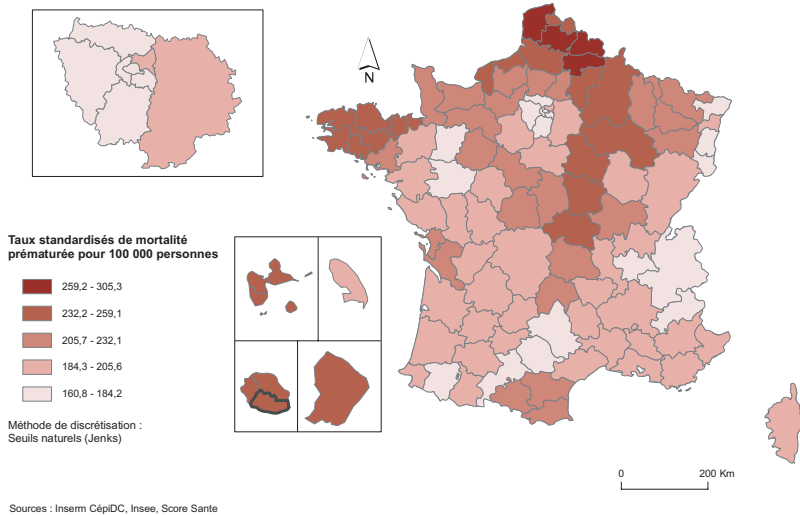 N
Taux standardisés de mortalité
prématurée pour 100 000 personnes
259,2 - 305,3
232,2 - 259,1
205,7 - 232,1
184,3 - 205,6
160,8 - 184,2
Méthode de discrétisation :
Seuils naturels (Jenks)
0 200 Km
Sources : Inserm CépiDC, Insee, Score Sante